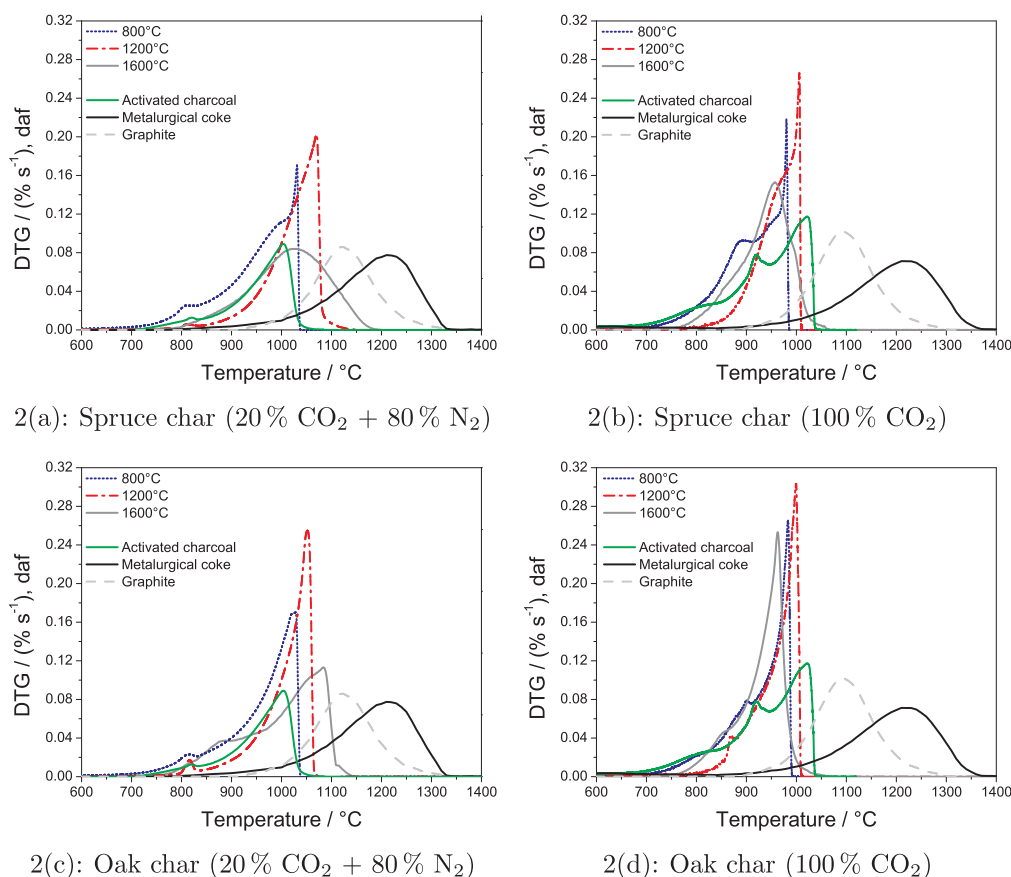 0.32
0.28
0.24
0.20
0.16
0.12
0.08
0.04
0.00
DTG / (% s⁻¹), daf
800°C
1200°C
1600°C
Activated charcoal
Metalurgical coke
Graphite
600 700 800 900 1000 1100 1200 1300 1400
Temperature / °C
2(a): Spruce char (20 % CO₂ + 80 % N₂)
0.32
0.28
0.24
0.20
0.16
0.12
0.08
0.04
0.00
DTG / (% s⁻¹), daf
800°C
1200°C
1600°C
Activated charcoal
Metalurgical coke
Graphite
600 700 800 900 1000 1100 1200 1300 1400
Temperature / °C
2(b): Spruce char (100 % CO₂)
0.32
0.28
0.24
0.20
0.16
0.12
0.08
0.04
0.00
DTG / (% s⁻¹), daf
800°C
1200°C
1600°C
Activated charcoal
Metalurgical coke
Graphite
600 700 800 900 1000 1100 1200 1300 1400
Temperature / °C
2(c): Oak char (20 % CO₂ + 80 % N₂)
0.32
0.28
0.24
0.20
0.16
0.12
0.08
0.04
0.00
DTG / (% s⁻¹), daf
800°C
1200°C
1600°C
Activated charcoal
Metalurgical coke
Graphite
600 700 800 900 1000 1100 1200 1300 1400
Temperature / °C
2(d): Oak char (100 % CO₂)